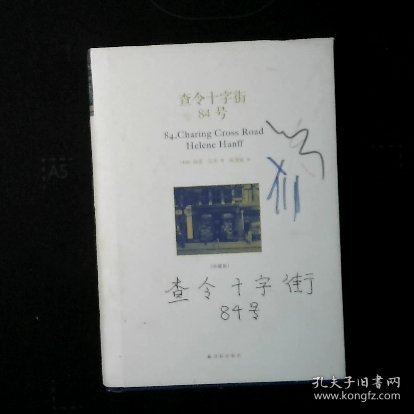 查令十字街
84号
84,Charing Cross Road
Helene Hanff
查令十字街
84号
孔夫子旧书网
www.kongfz.com